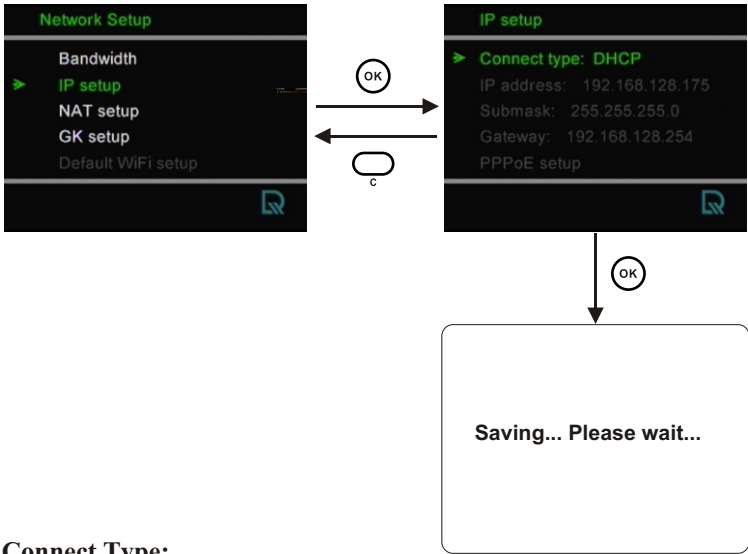 Network Setup
Bandwidth
IP setup
NAT setup
GK setup
Default WiFi setup
OK
C
IP setup
Connect type: DHCP
IP address: 192.168.128.175
Submask: 255.255.255.0
Gateway: 192.168.128.254
PPPoE setup
OK
Saving... Please wait...
Connect Type: